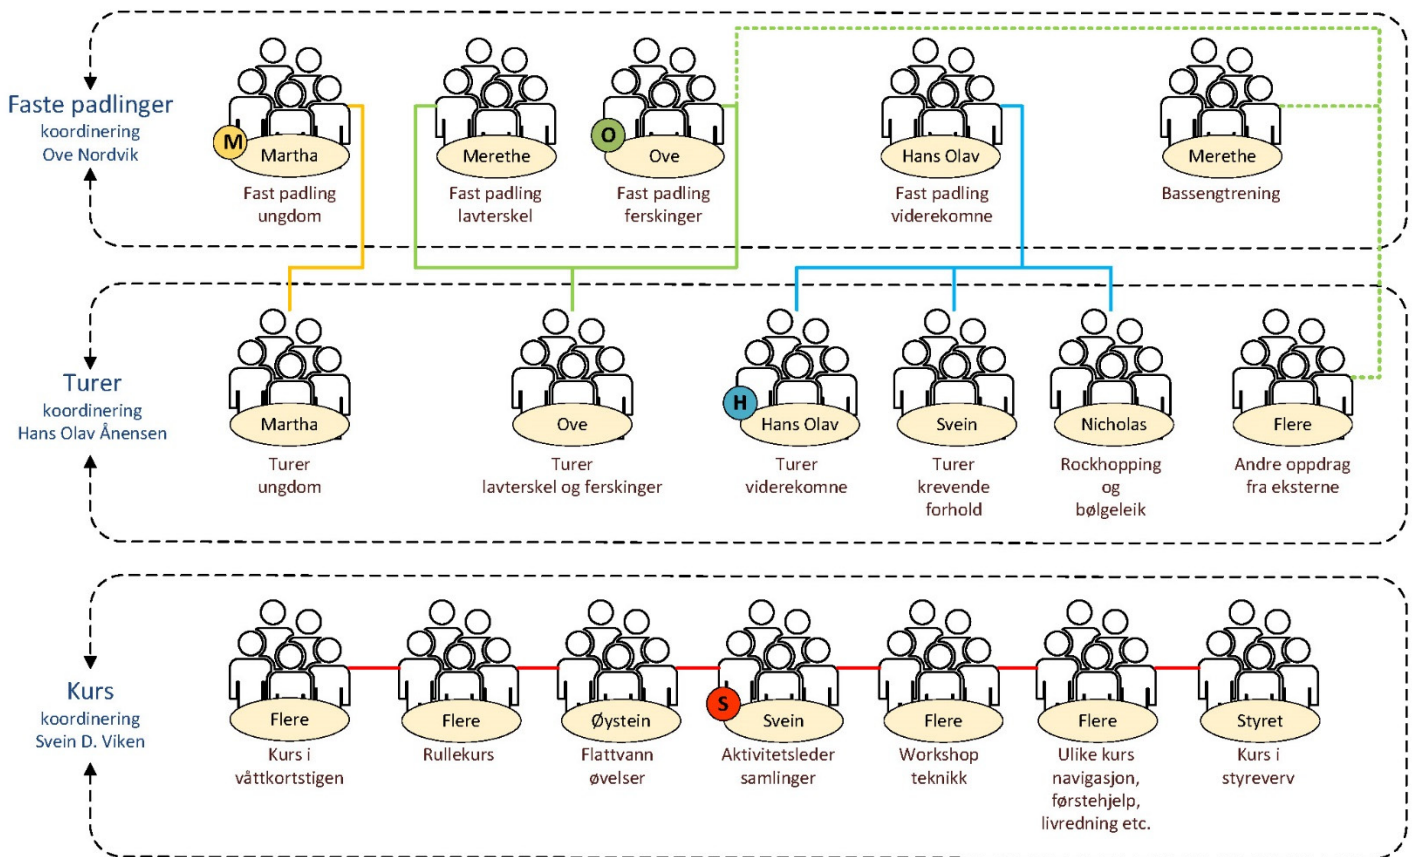 Faste padlinger
koordinering
Ove Nordvik
M
Martha
Fast padling
ungdom
Merethe
Fast padling
lavterskel
O
Ove
Fast padling
ferskinger
Hans Olav
Fast padling
viderekomne
Merethe
Bassengtrening
Turer
koordinering
Hans Olav Ånensen
Martha
Turer
ungdom
Ove
Turer
lavterskel og ferskinger
H
Hans Olav
Turer
viderekomne
Svein
Turer
krevende
forhold
Nicholas
Rockhopping
og
bølgeleik
Flere
Andre oppdrag
fra eksterne
Kurs
koordinering
Svein D. Viken
Flere
Kurs i
våttkortstigen
Flere
Rullekurs
Øystein
Flattvann
øvelser
S
Svein
Aktivitetsleder
samlinger
Flere
Workshop
teknikk
Flere
Ulike kurs
navigasjon,
førstehjelp,
livredning etc.
Styret
Kurs i
styreverv